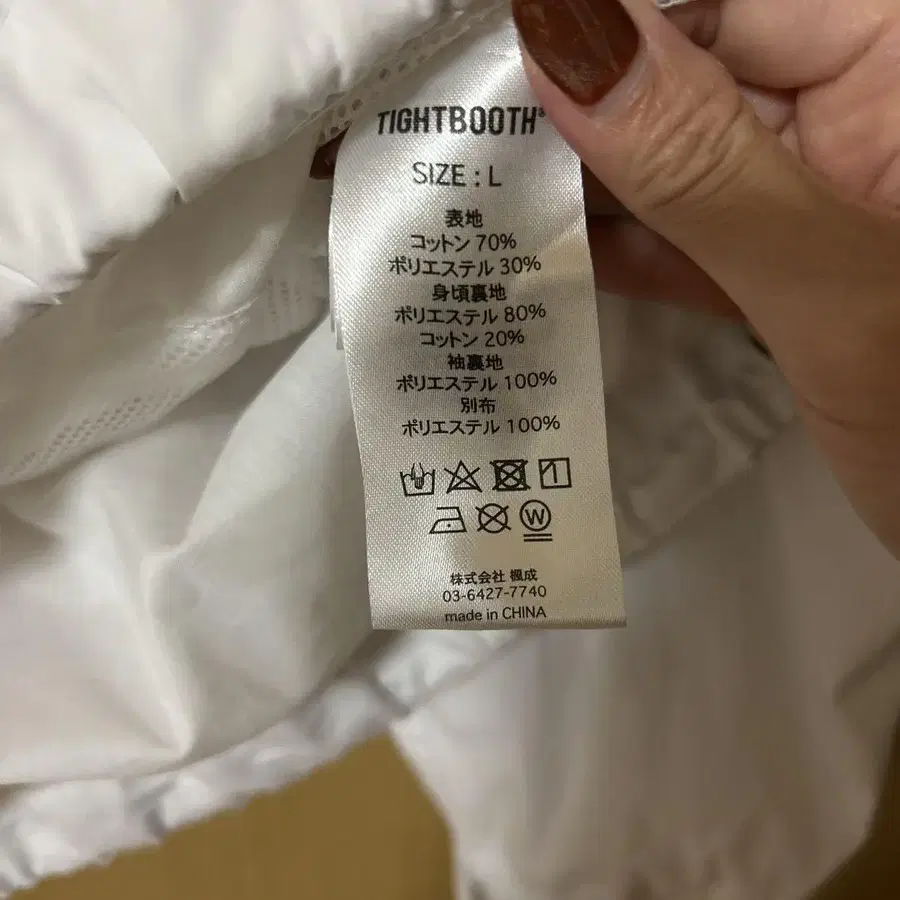 TIGHTBOOTH®
SIZE : L
表地
コットン 70%
ポリエステル 30%
身頃裏地
ポリエステル 80%
コットン 20%
袖裏地
ポリエステル 100%
別布
ポリエステル 100%
W
株式会社 楓成
03-6427-7740
made in CHINA